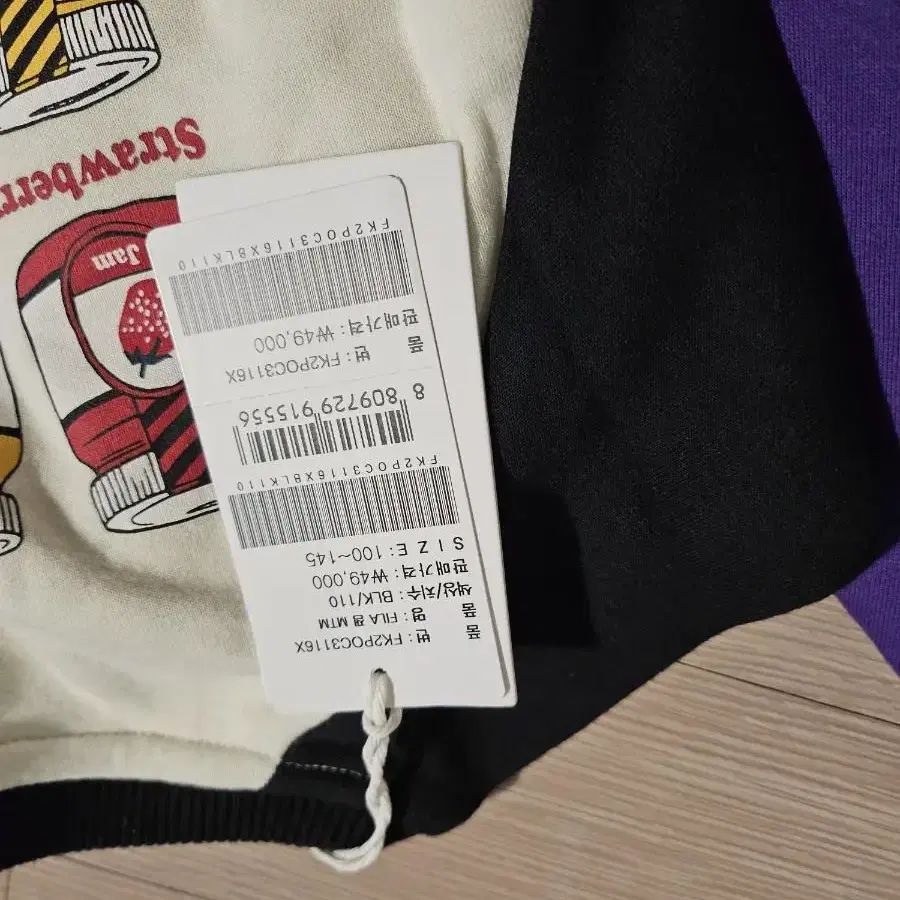 Strawberr
Jam
품 번 : FK2POC3116X
품 명 : FILA 잼 MTM
색상/치수 : BLK/110
판매가격 : ₩49,000
S I Z E : 100~145
FK2POC3116XBLK110
8 809729 915556
품 번 : FK2POC3116X
판매가격 : ₩49,000
FK2POC3116XBLK110